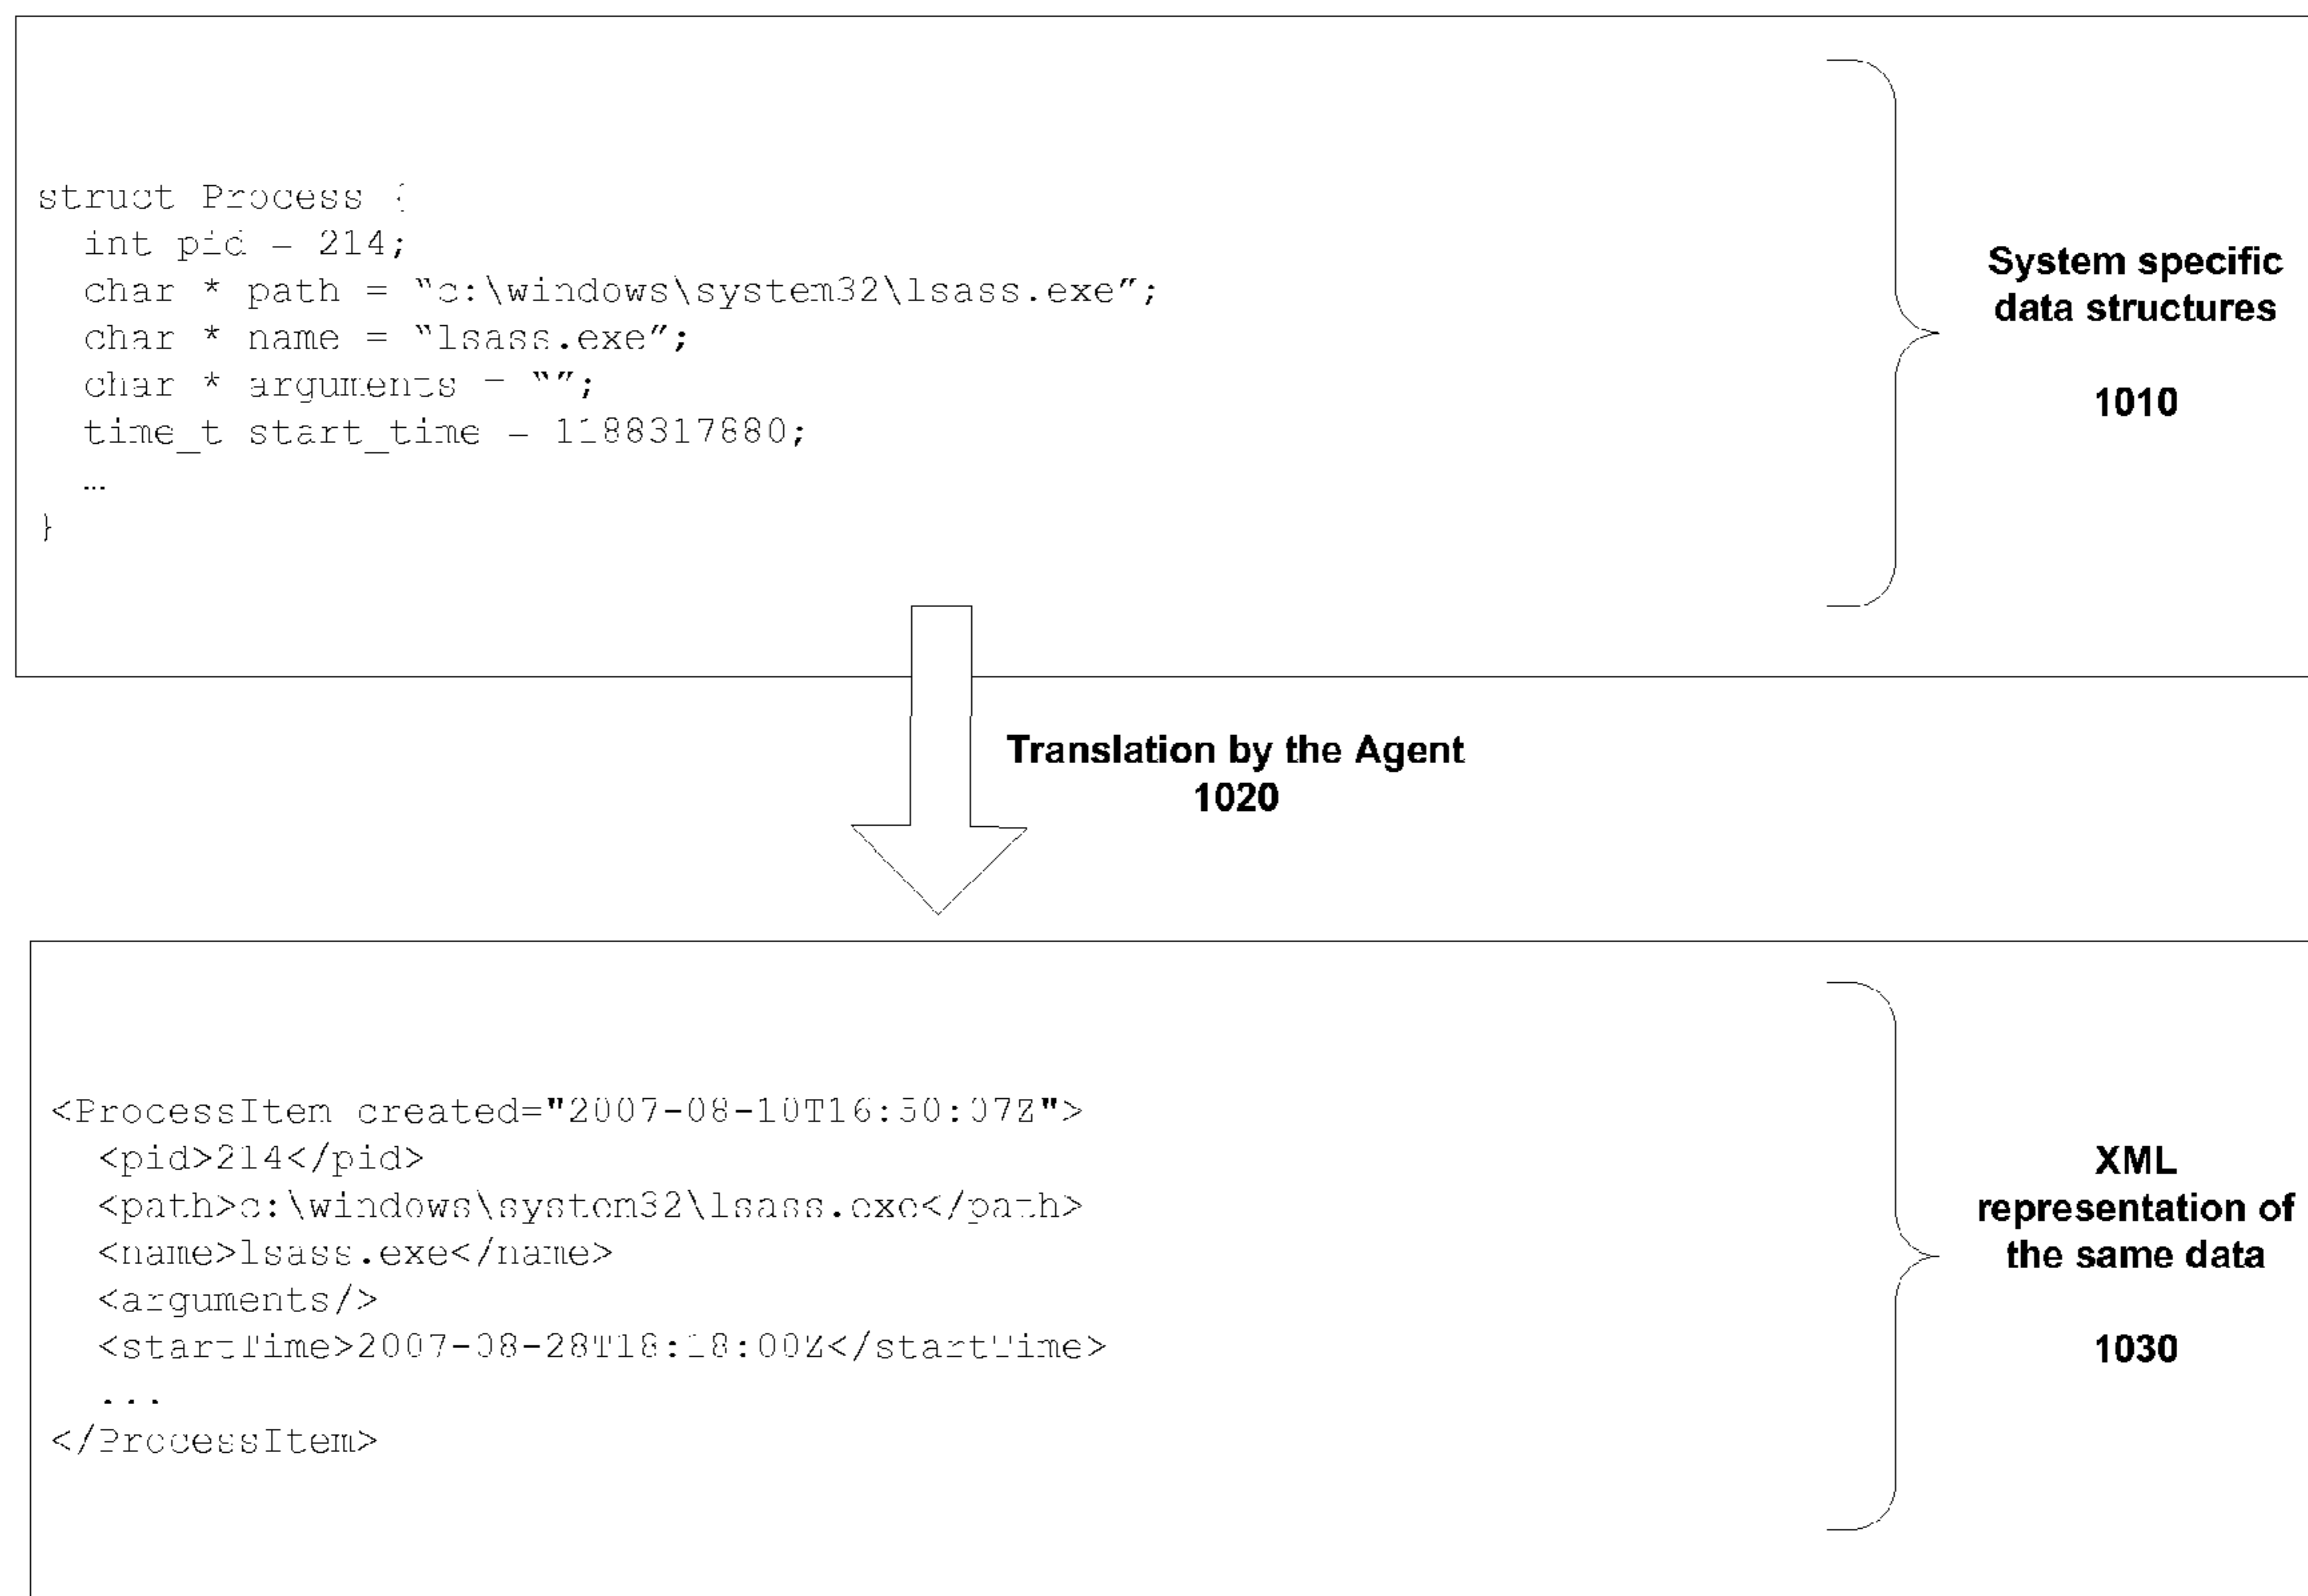 struct Process {
int pid = 214;
char * path = “c:\windows\system32\lsass.exe”;
char * name = “lsass.exe”;
char * arguments = “”;
time_t start_time = 1188317880;
…
}
System specific
data structures
1010
Translation by the Agent
1020
<ProcessItem created="2007-08-10T16:50:07Z">
<pid>214</pid>
<path>c:\windows\system32\lsass.exe</path>
<name>lsass.exe</name>
<arguments/>
<startTime>2007-08-28T18:18:00Z</startTime>
...
</ProcessItem>
XML
representation of
the same data
1030